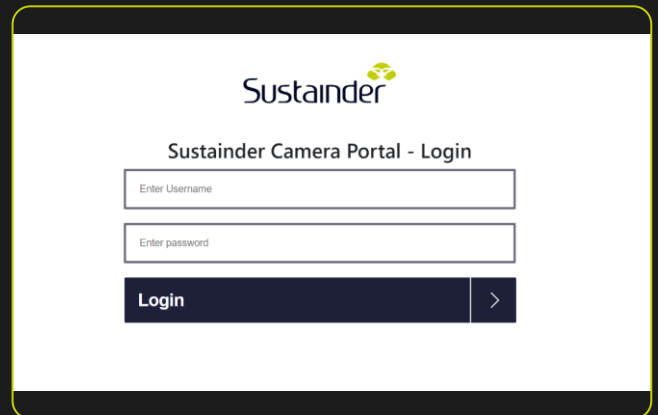 Sustainder
Sustainder Camera Portal - Login
Enter Username
Enter password
Login